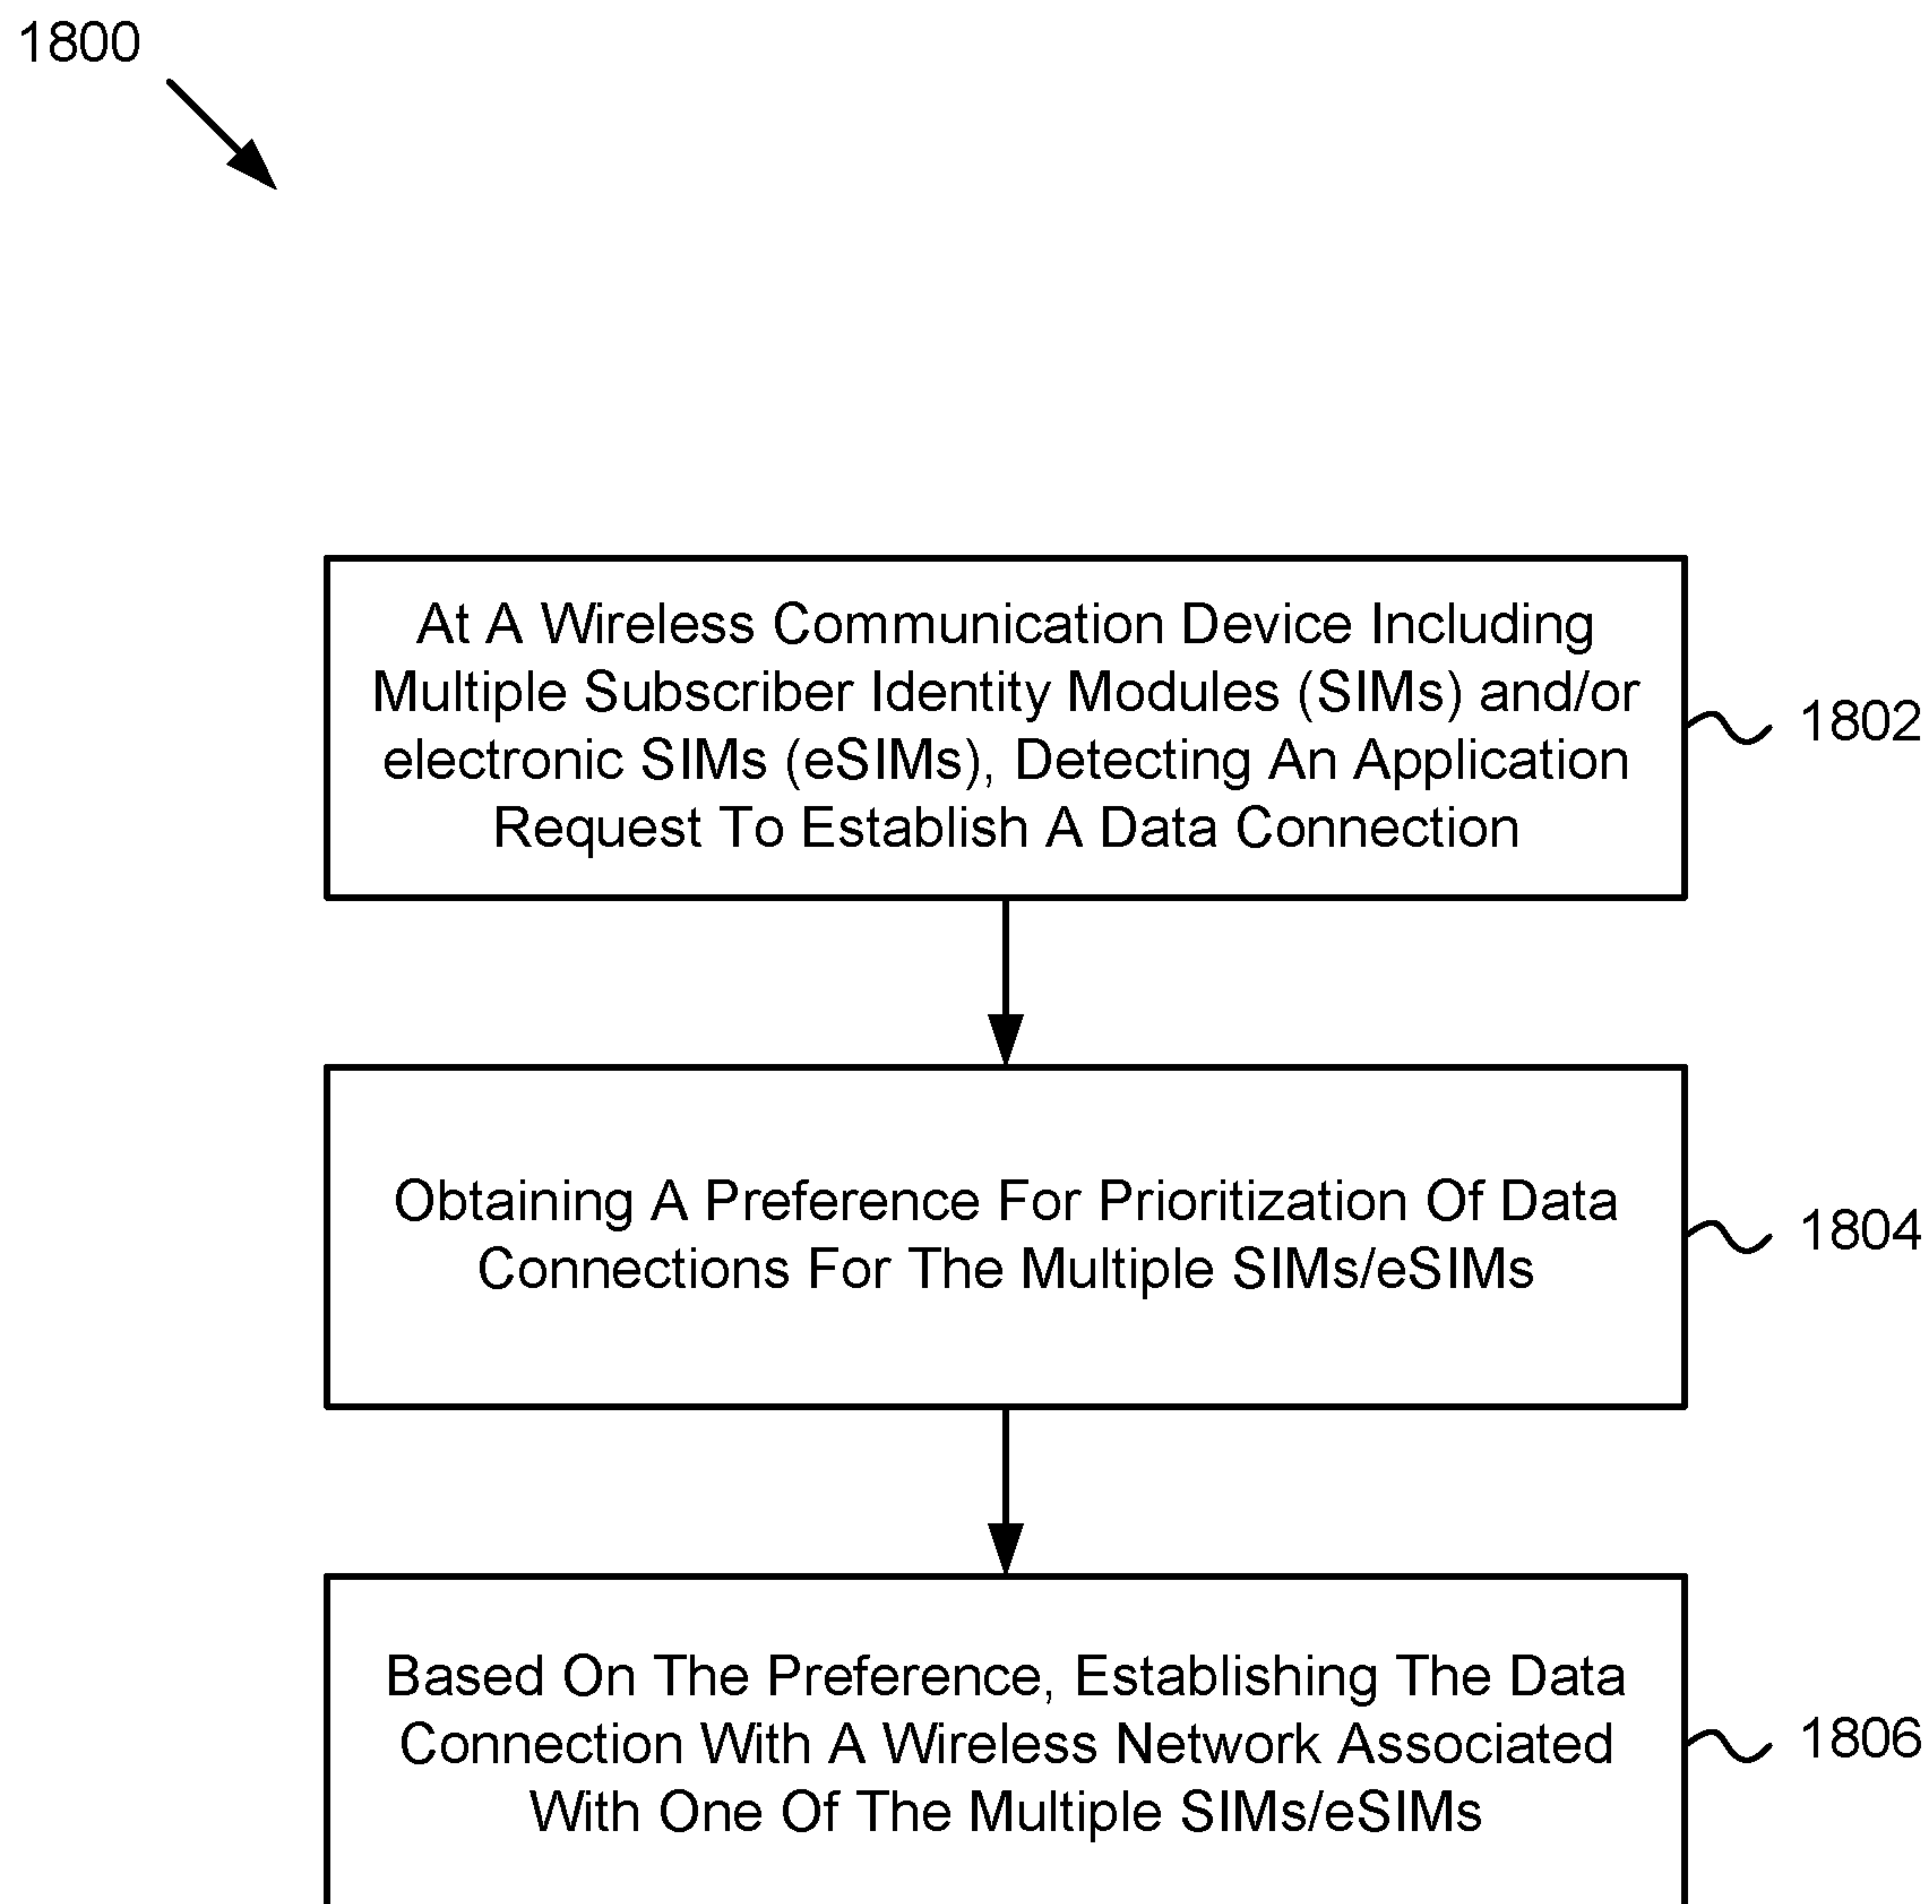 1800
At A Wireless Communication Device Including
Multiple Subscriber Identity Modules (SIMs) and/or
electronic SIMs (eSIMs), Detecting An Application
Request To Establish A Data Connection
1802
Obtaining A Preference For Prioritization Of Data
Connections For The Multiple SIMs/eSIMs
1804
Based On The Preference, Establishing The Data
Connection With A Wireless Network Associated
With One Of The Multiple SIMs/eSIMs
1806